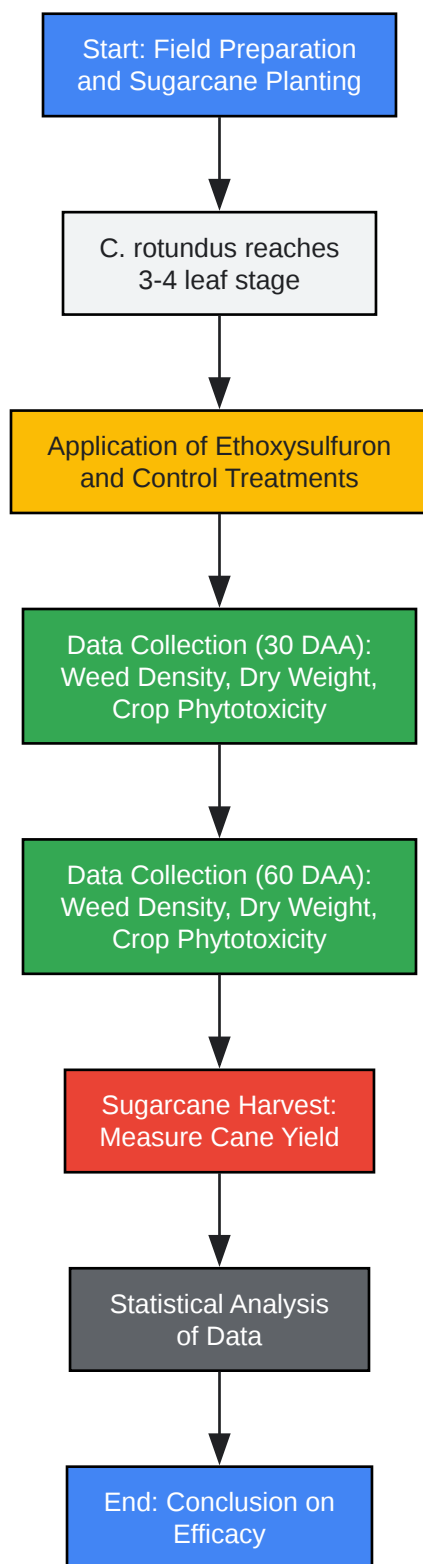 Start: Field Preparation
and Sugarcane Planting
C. rotundus reaches
3-4 leaf stage
Application of Ethoxysulfuron
and Control Treatments
Data Collection (30 DAA):
Weed Density, Dry Weight,
Crop Phytotoxicity
Data Collection (60 DAA):
Weed Density, Dry Weight,
Crop Phytotoxicity
Sugarcane Harvest:
Measure Cane Yield
Statistical Analysis
of Data
End: Conclusion on
Efficacy